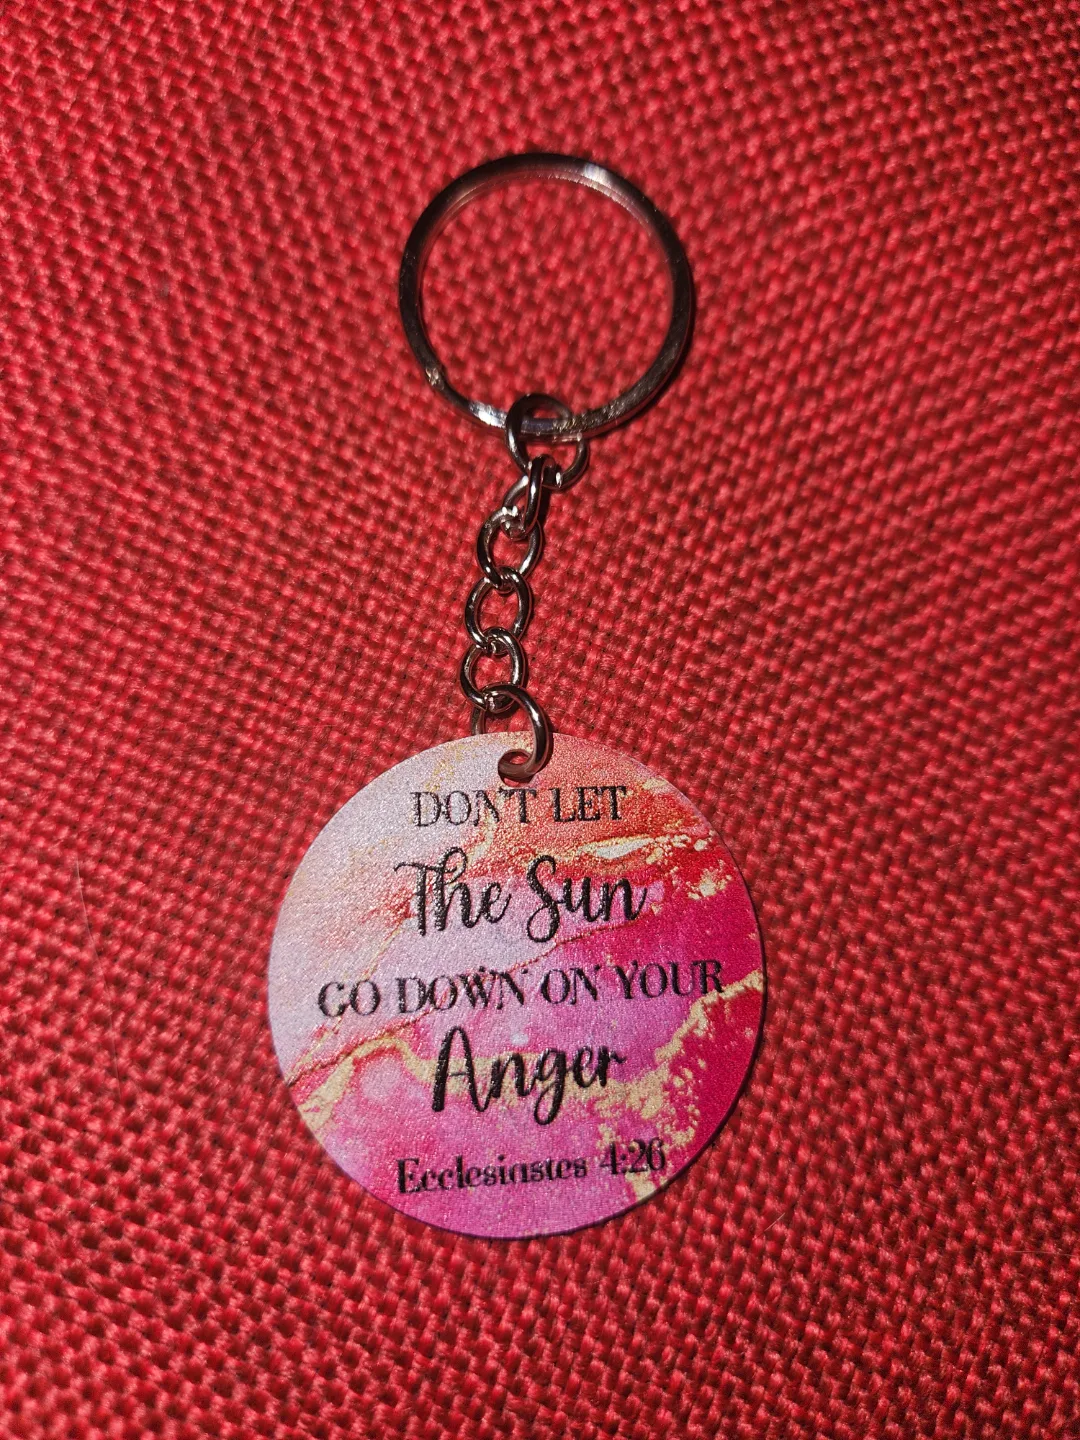 DON'T LET
The Sun
GO DOWN ON YOUR
Anger
Ecclesiastes 4:26